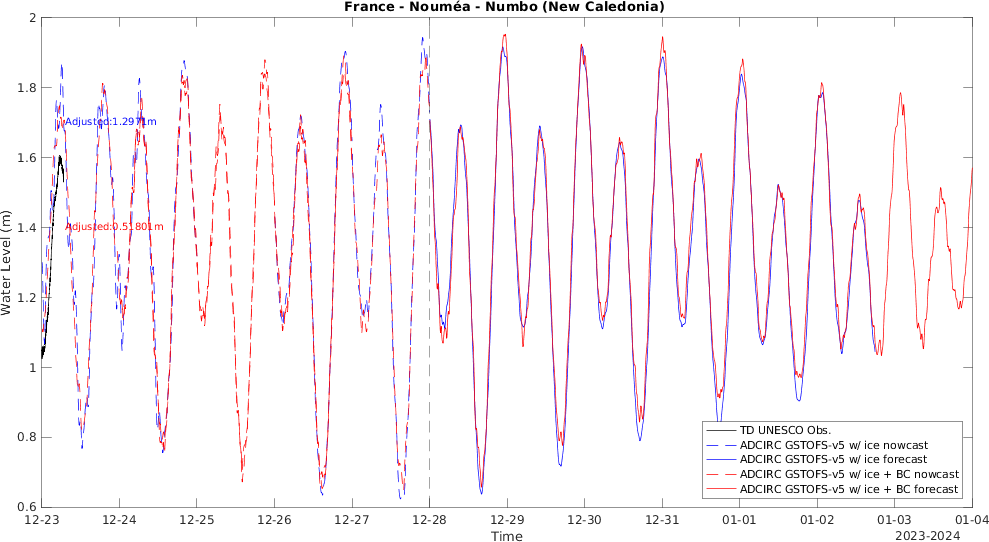 France - Nouméa - Numbo (New Caledonia)
Water Level (m)
2
1.8
1.6
1.4
1.2
1
0.8
0.6
Adjusted:1.2971m
Adjusted:0.51801m
TD UNESCO Obs.
ADCIRC GSTOFS-v5 w/ ice nowcast
ADCIRC GSTOFS-v5 w/ ice forecast
ADCIRC GSTOFS-v5 w/ ice + BC nowcast
ADCIRC GSTOFS-v5 w/ ice + BC forecast
12-23 12-24 12-25 12-26 12-27 12-28 12-29 12-30 12-31 01-01 01-02 01-03 01-04
Time
2023-2024